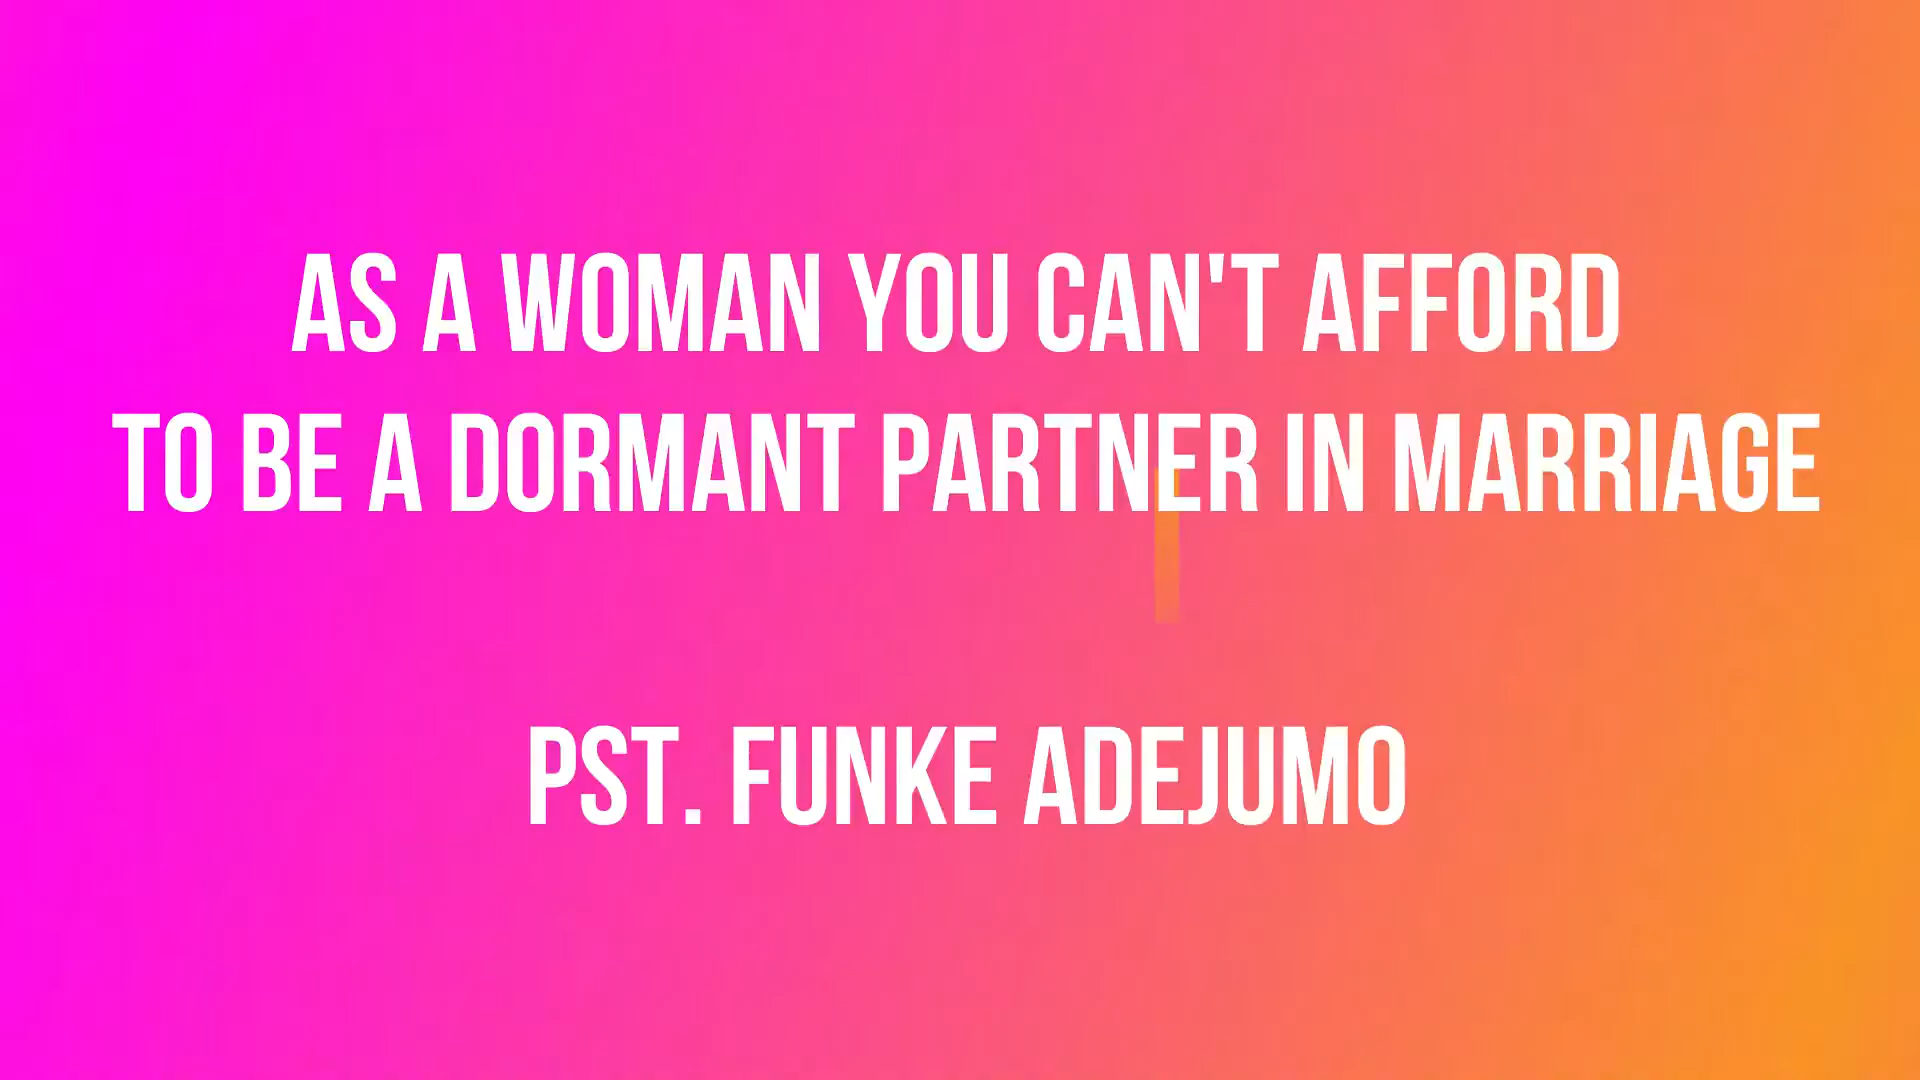 AS A WOMAN YOU CAN'T AFFORD
TO BE A DORMANT PARTNER IN MARRIAGE
PST. FUNKE ADEJUMO